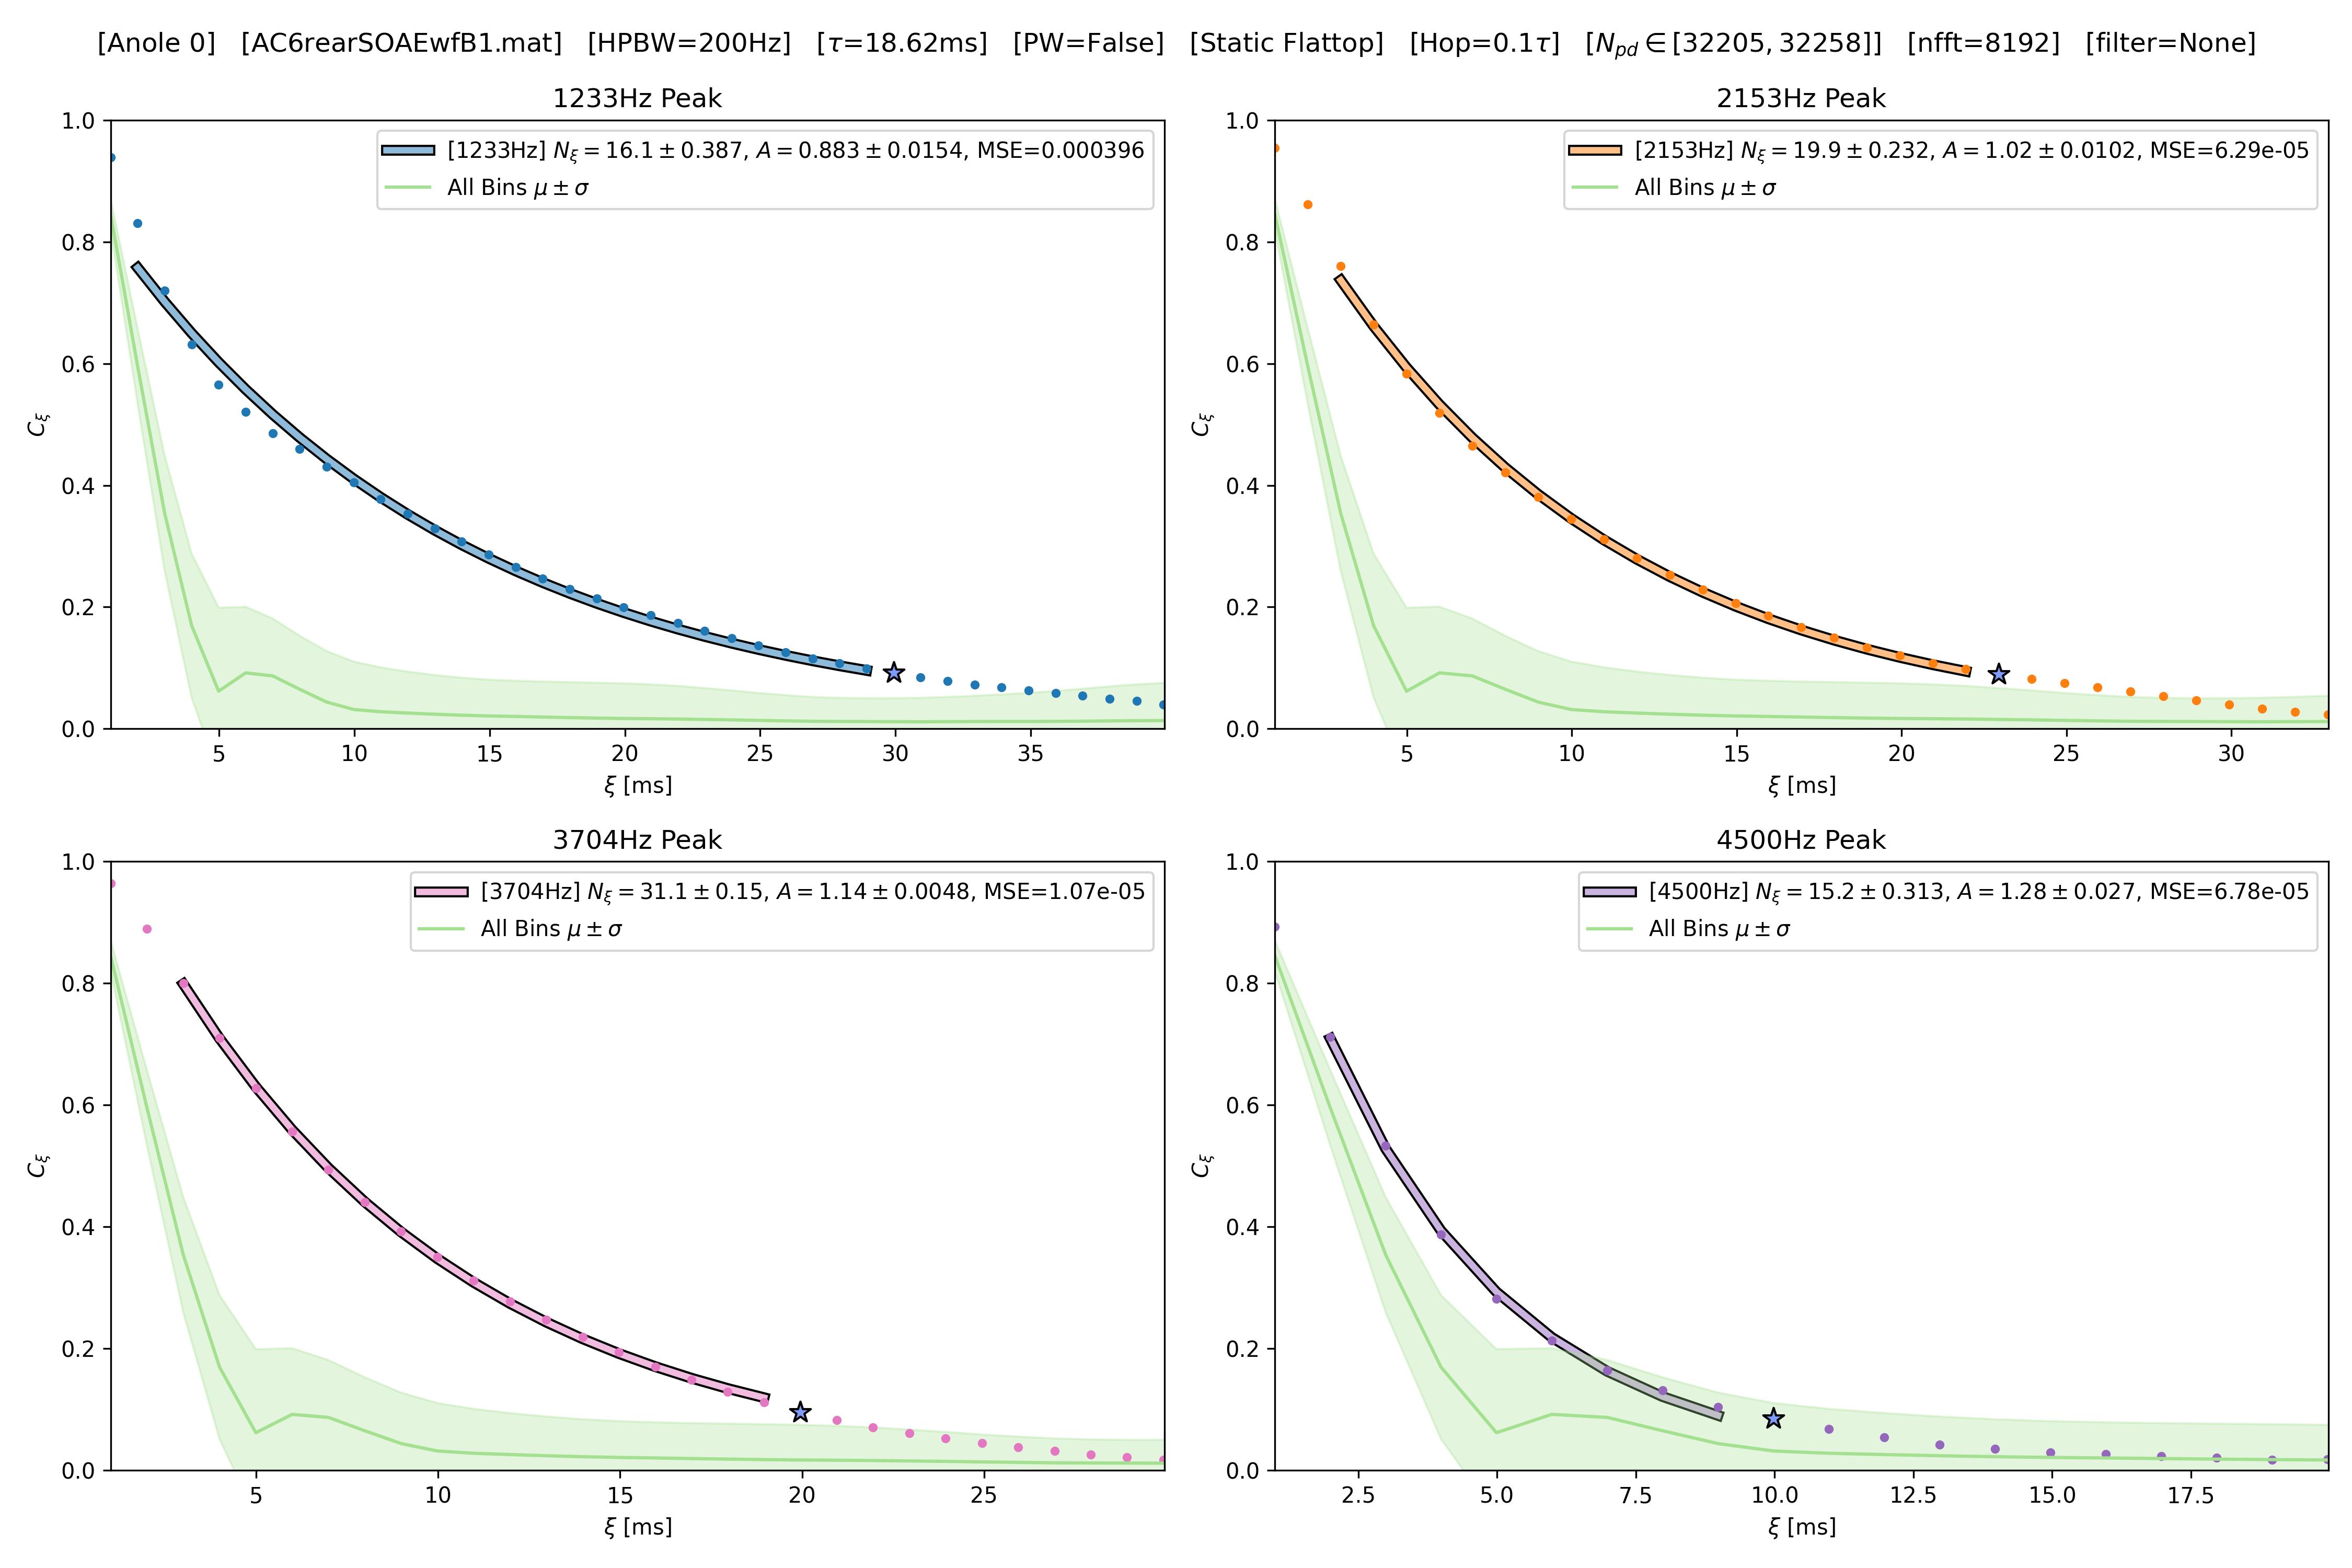 [Anole 0] [AC6rearSOAEwfB1.mat] [HPBW=200Hz] [τ=18.62ms] [PW=False] [Static Flattop] [Hop=0.1τ] [N_pd ∈ [32205, 32258]] [nfft=8192] [filter=None]
1233Hz Peak
[1233Hz] N_ξ = 16.1 ± 0.387, A = 0.883 ± 0.0154, MSE=0.000396
All Bins μ ± σ
1.0
0.8
0.6
0.4
0.2
0.0
C_ξ
5 10 15 20 25 30 35
ξ [ms]
2153Hz Peak
[2153Hz] N_ξ = 19.9 ± 0.232, A = 1.02 ± 0.0102, MSE=6.29e-05
All Bins μ ± σ
1.0
0.8
0.6
0.4
0.2
0.0
C_ξ
5 10 15 20 25 30
ξ [ms]
3704Hz Peak
[3704Hz] N_ξ = 31.1 ± 0.15, A = 1.14 ± 0.0048, MSE=1.07e-05
All Bins μ ± σ
1.0
0.8
0.6
0.4
0.2
0.0
C_ξ
5 10 15 20 25
ξ [ms]
4500Hz Peak
[4500Hz] N_ξ = 15.2 ± 0.313, A = 1.28 ± 0.027, MSE=6.78e-05
All Bins μ ± σ
1.0
0.8
0.6
0.4
0.2
0.0
C_ξ
2.5 5.0 7.5 10.0 12.5 15.0 17.5
ξ [ms]